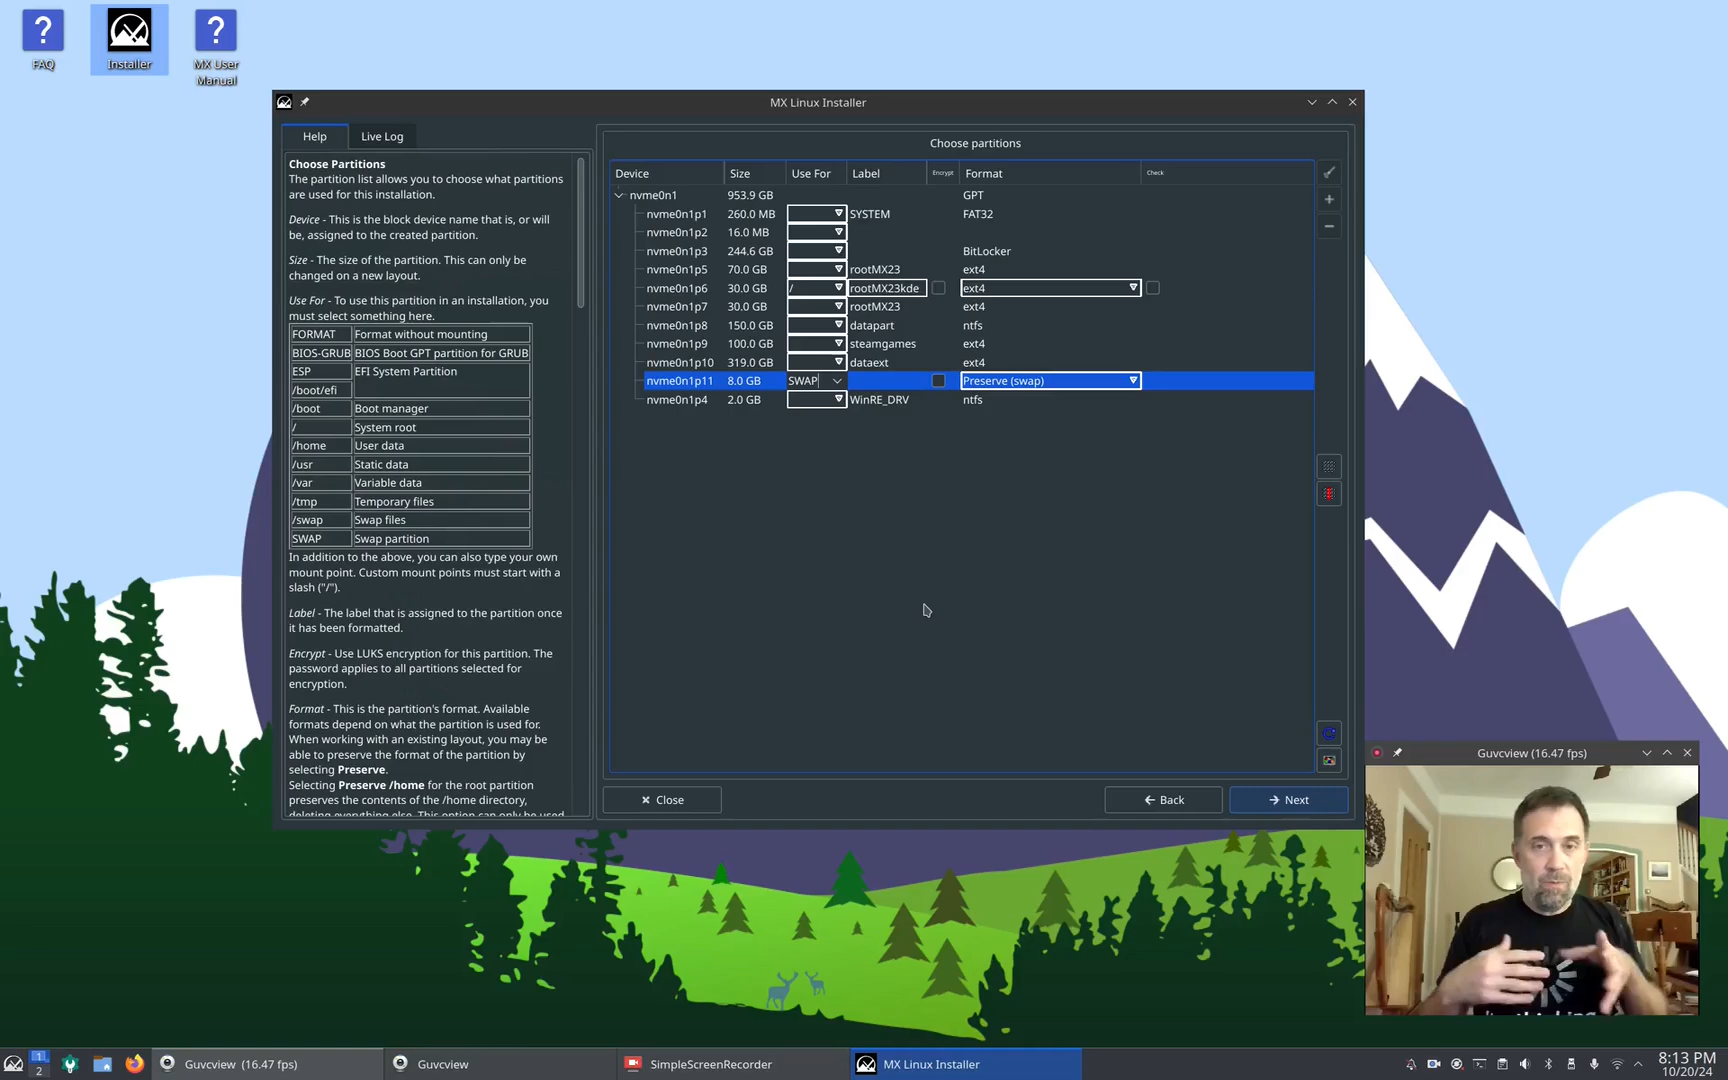 FAQ
Installer
MX User
Manual
MX Linux Installer
Help
Live Log
Choose Partitions
The partition list allows you to choose what partitions
are used for this installation.
Device - This is the block device name that is, or will
be, assigned to the created partition.
Size - The size of the partition. This can only be
changed on a new layout.
Use For - To use this partition in an installation, you
must select something here.
FORMAT Format without mounting
BIOS-GRUB BIOS Boot GPT partition for GRUB
ESP EFI System Partition
/boot/efi
/boot Boot manager
/ System root
/home User data
/usr Static data
/var Variable data
/tmp Temporary files
/swap Swap files
SWAP Swap partition
In addition to the above, you can also type your own
mount point. Custom mount points must start with a
slash ("/").
Label - The label that is assigned to the partition once
it has been formatted.
Encrypt - Use LUKS encryption for this partition. The
password applies to all partitions selected for
encryption.
Format - This is the partition's format. Available
formats depend on what the partition is used for.
When working with an existing layout, you may be
able to preserve the format of the partition by
selecting Preserve.
Selecting Preserve /home for the root partition
preserves the contents of the /home directory,
deleting everything else. This option can only be used
Choose partitions
Device Size Use For Label Encrypt Format Check
nvme0n1 953.9 GB GPT
nvme0n1p1 260.0 MB SYSTEM FAT32
nvme0n1p2 16.0 MB
nvme0n1p3 244.6 GB BitLocker
nvme0n1p5 70.0 GB rootMX23 ext4
nvme0n1p6 30.0 GB / rootMX23kde ext4
nvme0n1p7 30.0 GB rootMX23 ext4
nvme0n1p8 150.0 GB datapart ntfs
nvme0n1p9 100.0 GB steamgames ext4
nvme0n1p10 319.0 GB dataext ext4
nvme0n1p11 8.0 GB SWAP Preserve (swap)
nvme0n1p4 2.0 GB WinRE_DRV ntfs
Close
Back
Next
Guvcview (16.47 fps)
1
2
Guvcview (16.47 fps)
Guvcview
SimpleScreenRecorder
MX Linux Installer
8:13 PM
10/20/24